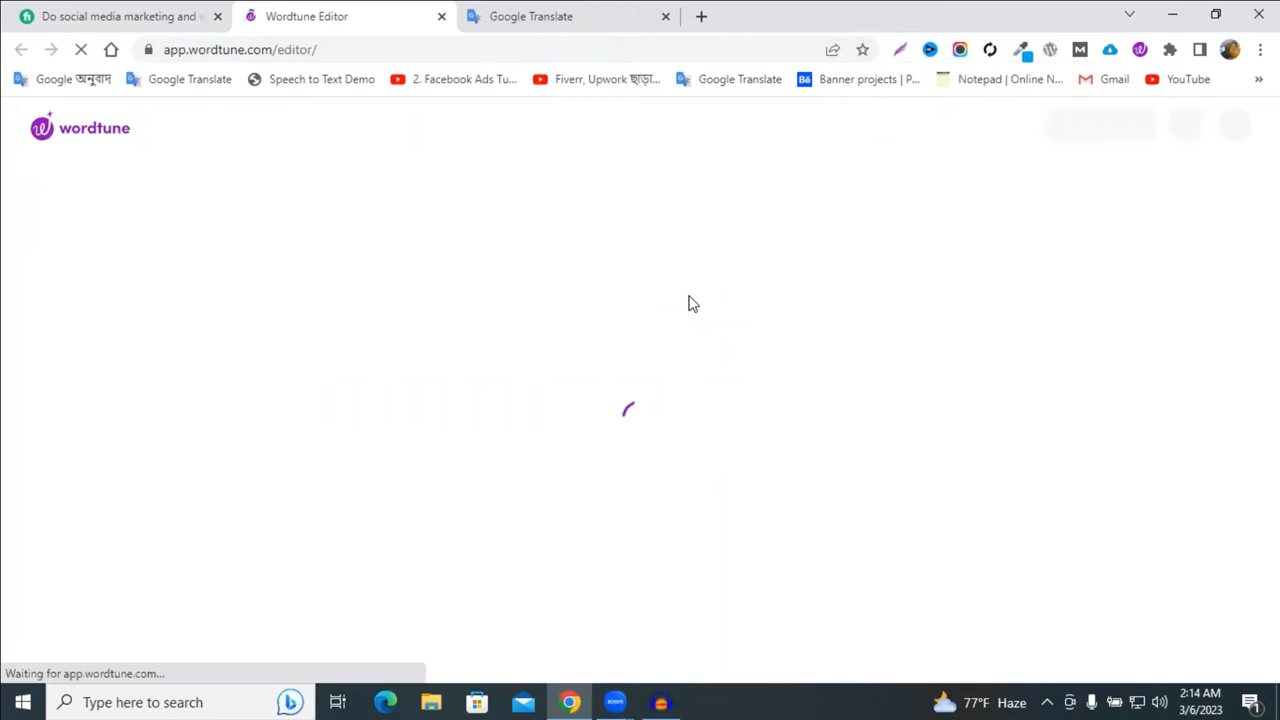 Do social media marketing and w
Wordtune Editor
Google Translate
app.wordtune.com/editor/
Google অনুবাদ
Google Translate
Speech to Text Demo
2. Facebook Ads Tu...
Fiverr, Upwork ছাড়া...
Google Translate
Bē
Banner projects | P...
Notepad | Online N...
Gmail
YouTube
wordtune
Waiting for app.wordtune.com...
Type here to search
zoom
77°F Haze
2:14 AM
3/6/2023